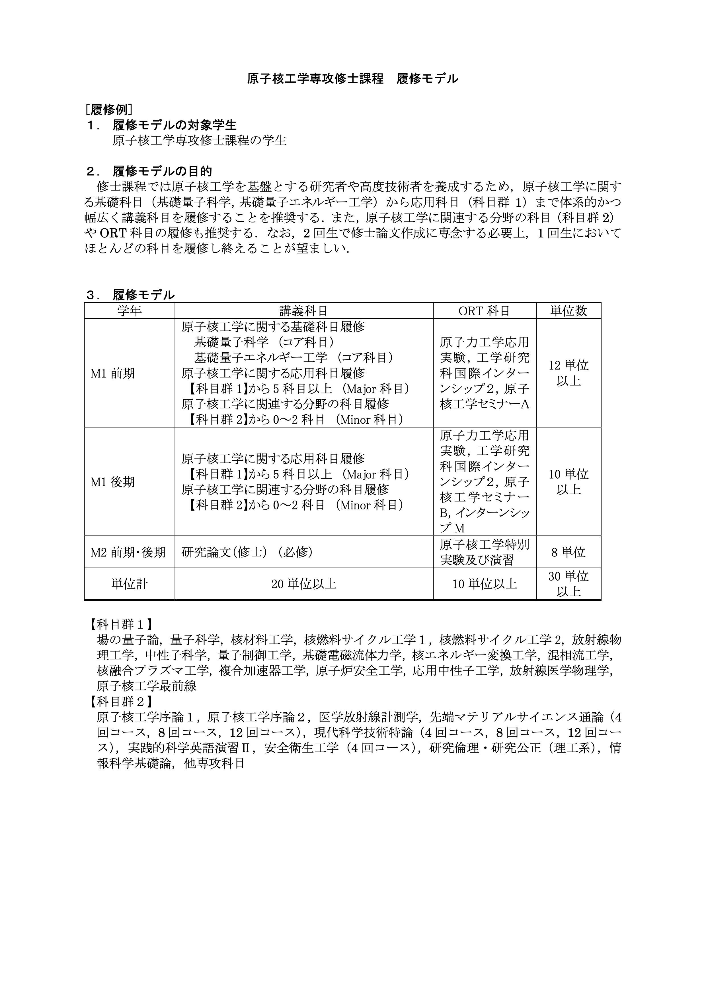 原子核工学専攻修士課程　履修モデル
[履修例]
１．　履修モデルの対象学生
原子核工学専攻修士課程の学生
２．　履修モデルの目的
修士課程では原子核工学を基盤とする研究者や高度技術者を養成するため，原子核工学に関す
る基礎科目（基礎量子科学，基礎量子エネルギー工学）から応用科目（科目群 1）まで体系的かつ
幅広く講義科目を履修することを推奨する．また，原子核工学に関連する分野の科目（科目群 2）
や ORT 科目の履修も推奨する．なお，2 回生で修士論文作成に専念する必要上，1 回生において
ほとんどの科目を履修し終えることが望ましい．
３．　履修モデル
学年　講義科目　ORT 科目　単位数
M1 前期
原子核工学に関する基礎科目履修
基礎量子科学 （コア科目）
基礎量子エネルギー工学 （コア科目）
原子核工学に関する応用科目履修
【科目群 1】から 5 科目以上 （Major 科目）
原子核工学に関連する分野の科目履修
【科目群 2】から 0～2 科目 （Minor 科目）
原子力工学応用
実験，工学研究
科国際インター
ンシップ2，原子
核工学セミナーA
12 単位
以上
M1 後期
原子核工学に関する応用科目履修
【科目群 1】から 5 科目以上 （Major 科目）
原子核工学に関連する分野の科目履修
【科目群 2】から 0～2 科目 （Minor 科目）
原子力工学応用
実験，工学研究
科国際インター
ンシップ2，原子
核工学セミナー
B，インターンシッ
プ M
10 単位
以上
M2 前期・後期
研究論文（修士） （必修）
原子核工学特別
実験及び演習
8 単位
単位計
20 単位以上
10 単位以上
30 単位
以上
【科目群１】
場の量子論，量子科学，核材料工学，核燃料サイクル工学１，核燃料サイクル工学 2，放射線物
理工学，中性子科学，量子制御工学，基礎電磁流体力学，核エネルギー変換工学，混相流工学，
核融合プラズマ工学，複合加速器工学，原子炉安全工学，応用中性子工学，放射線医学物理学，
原子核工学最前線
【科目群２】
原子核工学序論１，原子核工学序論２，医学放射線計測学，先端マテリアルサイエンス通論（4
回コース，8 回コース，12 回コース），現代科学技術特論（4 回コース，8 回コース，12 回コー
ス），実践的科学英語演習Ⅱ，安全衛生工学（4 回コース），研究倫理・研究公正（理工系），情
報科学基礎論，他専攻科目